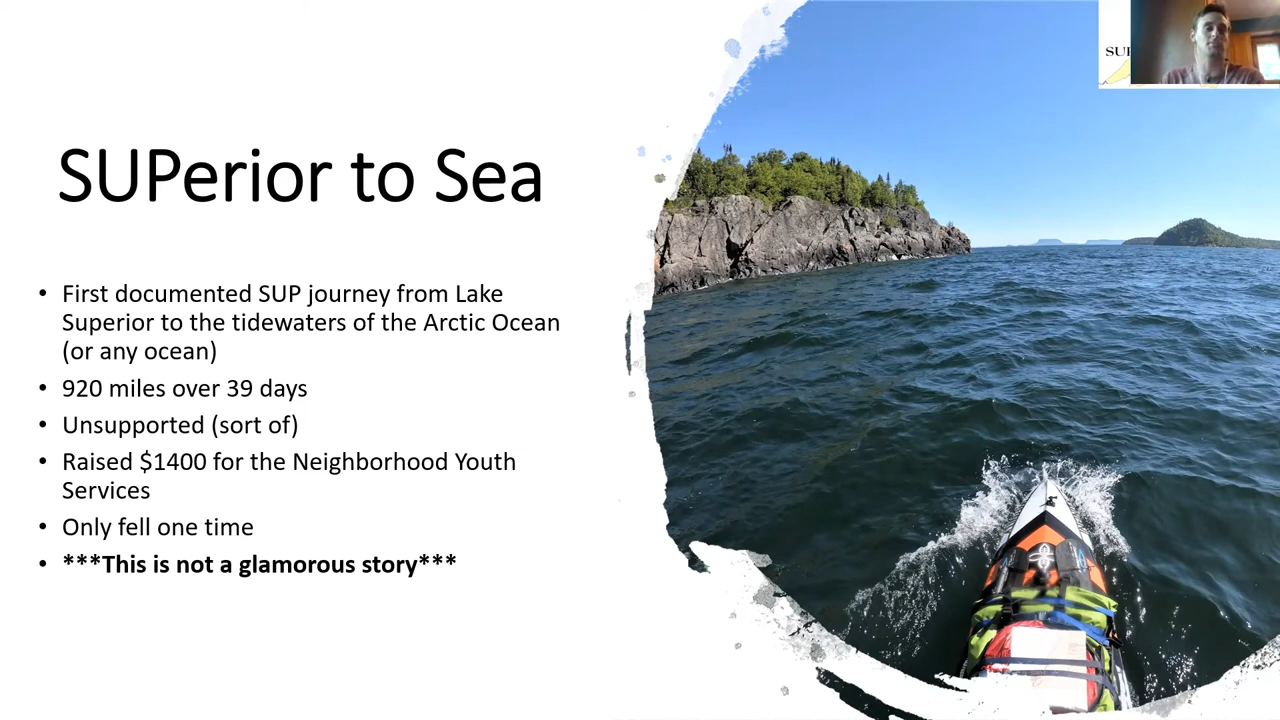 SUPerior to Sea
• First documented SUP journey from Lake
Superior to the tidewaters of the Arctic Ocean
(or any ocean)
• 920 miles over 39 days
• Unsupported (sort of)
• Raised $1400 for the Neighborhood Youth
Services
• Only fell one time
• ***This is not a glamorous story***